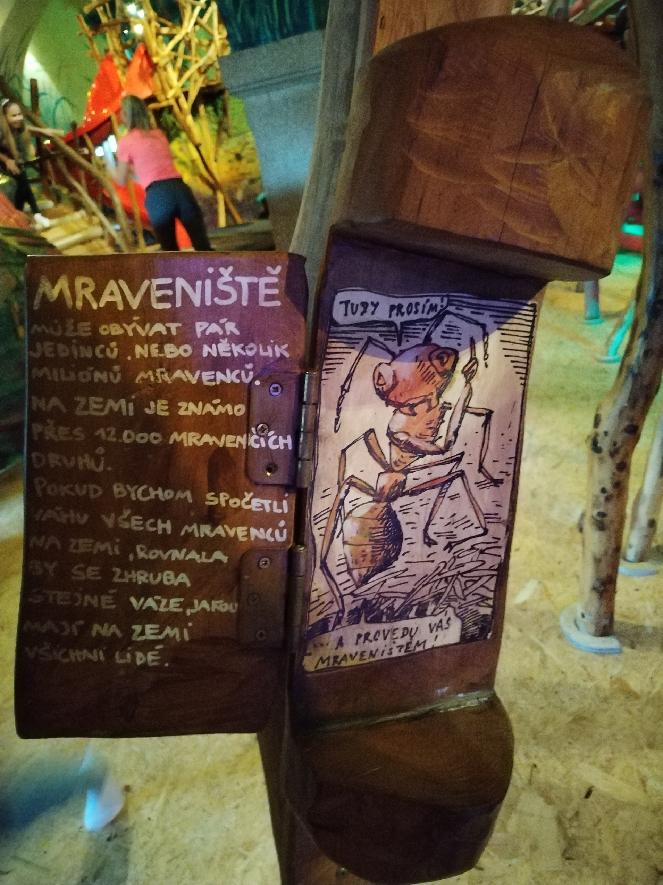 MRAVENIŠTĚ
MŮŽE OBÝVAT PÁR
JEDINCŮ, NEBO NĚKOLIK
MILIÓNŮ MRAVENCŮ.
NA ZEMI JE ZNÁMO
PŘES 12.000 MRAVENČÍCH
DRUHŮ.
POKUD BYCHOM SPOČETLI
VÁHU VŠECH MRAVENCŮ
NA ZEMI, ROVNALA
BY SE ZHRUBA
STEJNÉ VÁZE, JAKOU
MAJÍ NA ZEMI
VŠICHNI LIDÉ.
TUDY PROSÍM!
... A PROVEDU VÁS
MRAVENIŠTĚM!